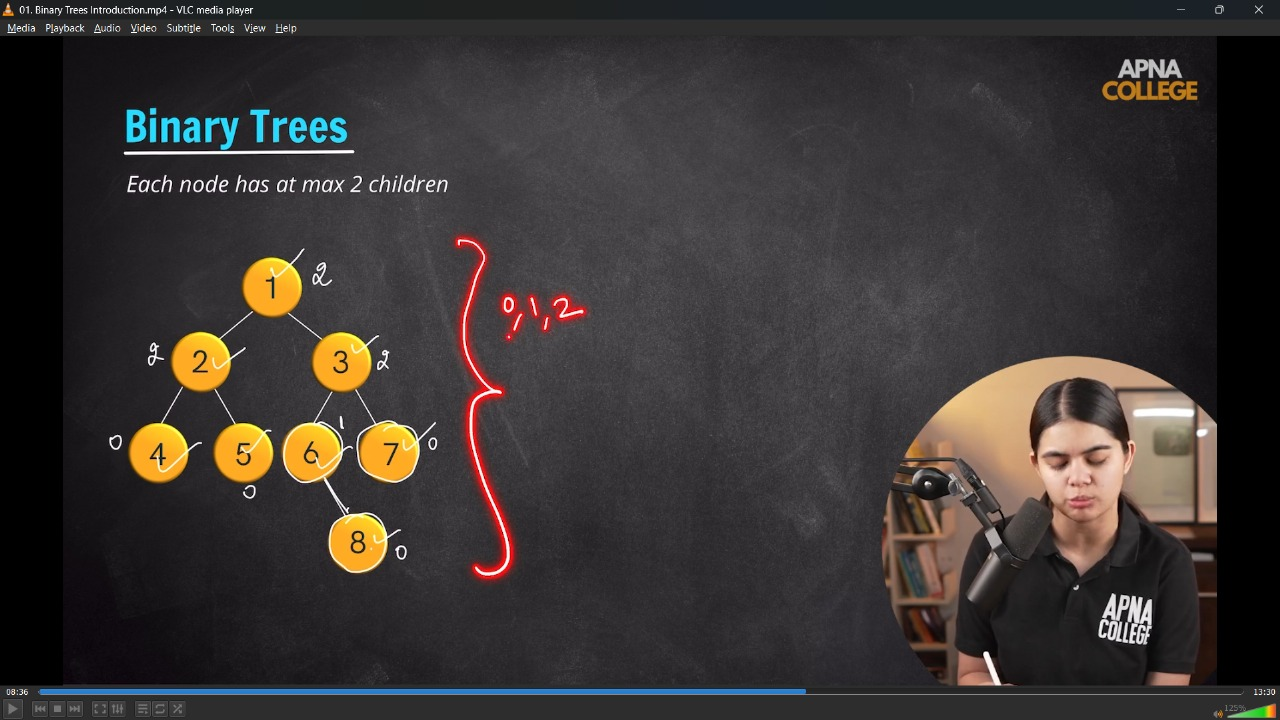 01. Binary Trees Introduction.mp4 - VLC media player
Media Playback Audio Video Subtitle Tools View Help
APNA
COLLEGE
Binary Trees
Each node has at max 2 children
1 2
0, 1, 2
2 2 3 2
0 4 5 6 1 7 0
0
8 0
APNA
COLLEGE
08:36 13:30
125%